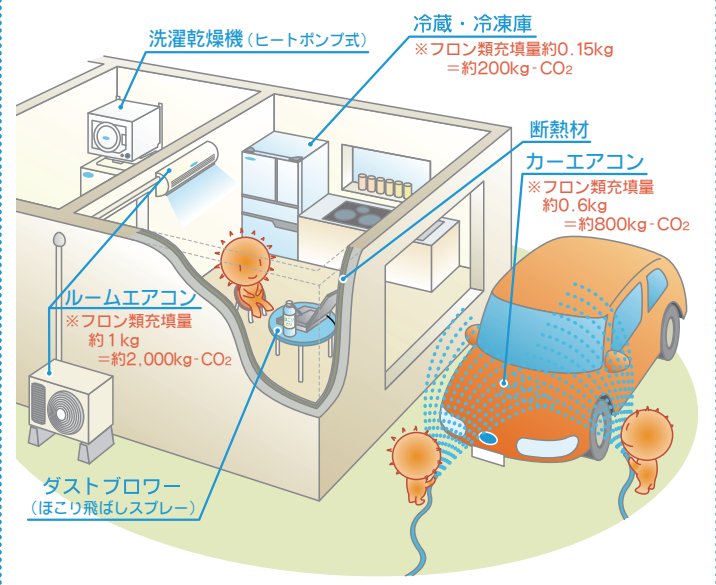 洗濯乾燥機（ヒートポンプ式）
冷蔵・冷凍庫
※フロン類充填量約0.15kg
＝約200kg-CO2
断熱材
カーエアコン
※フロン類充填量
約0.6kg
＝約800kg-CO2
ルームエアコン
※フロン類充填量
約1kg
＝約2,000kg-CO2
ダストブロワー
（ほこり飛ばしスプレー）